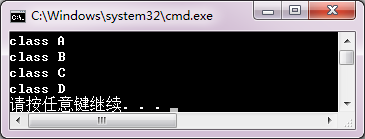 C:\Windows\system32\cmd.exe
class A
class B
class C
class D
请按任意键继续. . .